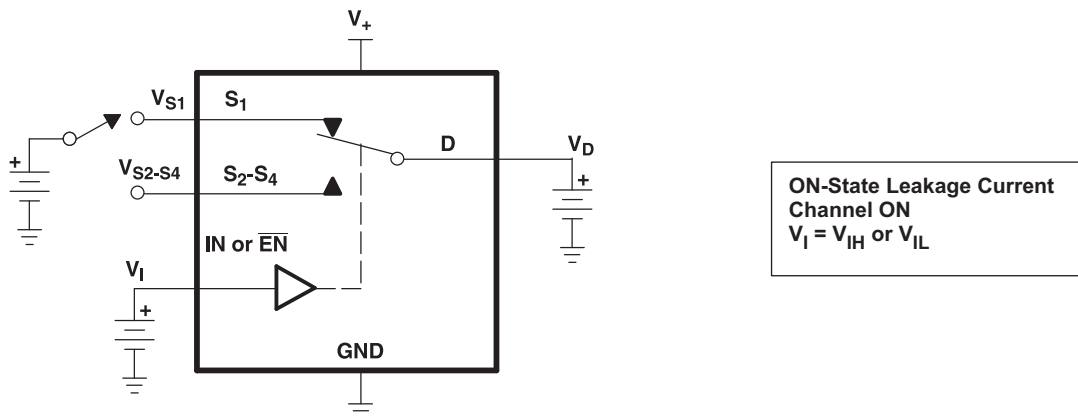 V+
VS1
S1
+
D
VD
VS2-S4
S2-S4
+
IN or EN
VI
+
GND
ON-State Leakage Current
Channel ON
VI = VIH or VIL